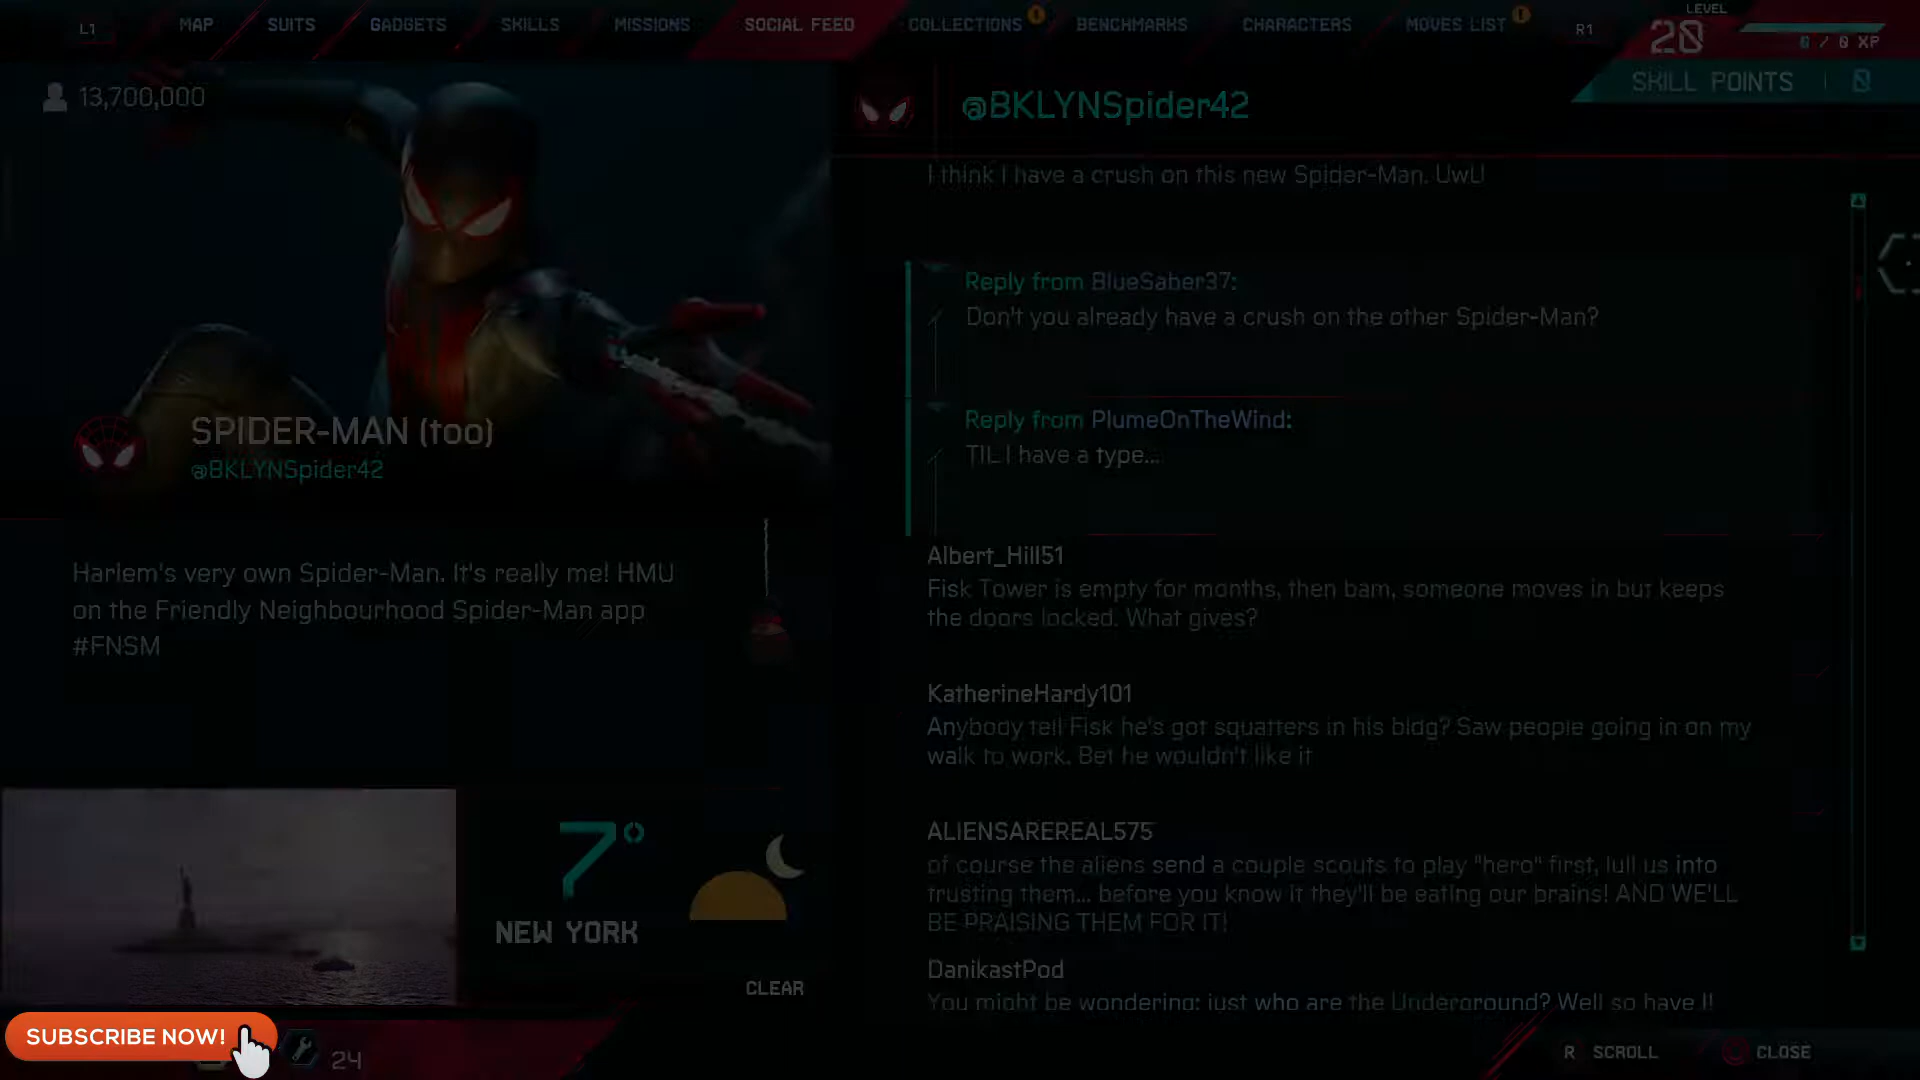 L1
MAP
SUITS
GADGETS
SKILLS
MISSIONS
SOCIAL FEED
COLLECTIONS
BENCHMARKS
CHARACTERS
MOVES LIST
R1
LEVEL
20
0 / 0 XP
SKILL POINTS | 0
13,700,000
SPIDER-MAN (too)
@BKLYNSpider42
Harlem's very own Spider-Man. It's really me! HMU
on the Friendly Neighbourhood Spider-Man app
#FNSM
7°
NEW YORK
CLEAR
SUBSCRIBE NOW!
24
@BKLYNSpider42
I think I have a crush on this new Spider-Man. UwU
Reply from BlueSaber37:
Don't you already have a crush on the other Spider-Man?
Reply from PlumeOnTheWind:
TIL I have a type...
Albert_Hill51
Fisk Tower is empty for months, then bam, someone moves in but keeps
the doors locked. What gives?
KatherineHardy101
Anybody tell Fisk he's got squatters in his bldg? Saw people going in on my
walk to work. Bet he wouldn't like it
ALIENSAREREAL575
of course the aliens send a couple scouts to play "hero" first, lull us into
trusting them... before you know it they'll be eating our brains! AND WE'LL
BE PRAISING THEM FOR IT!
DanikastPod
You might be wondering: just who are the Underground? Well so have I!
R SCROLL
CLOSE